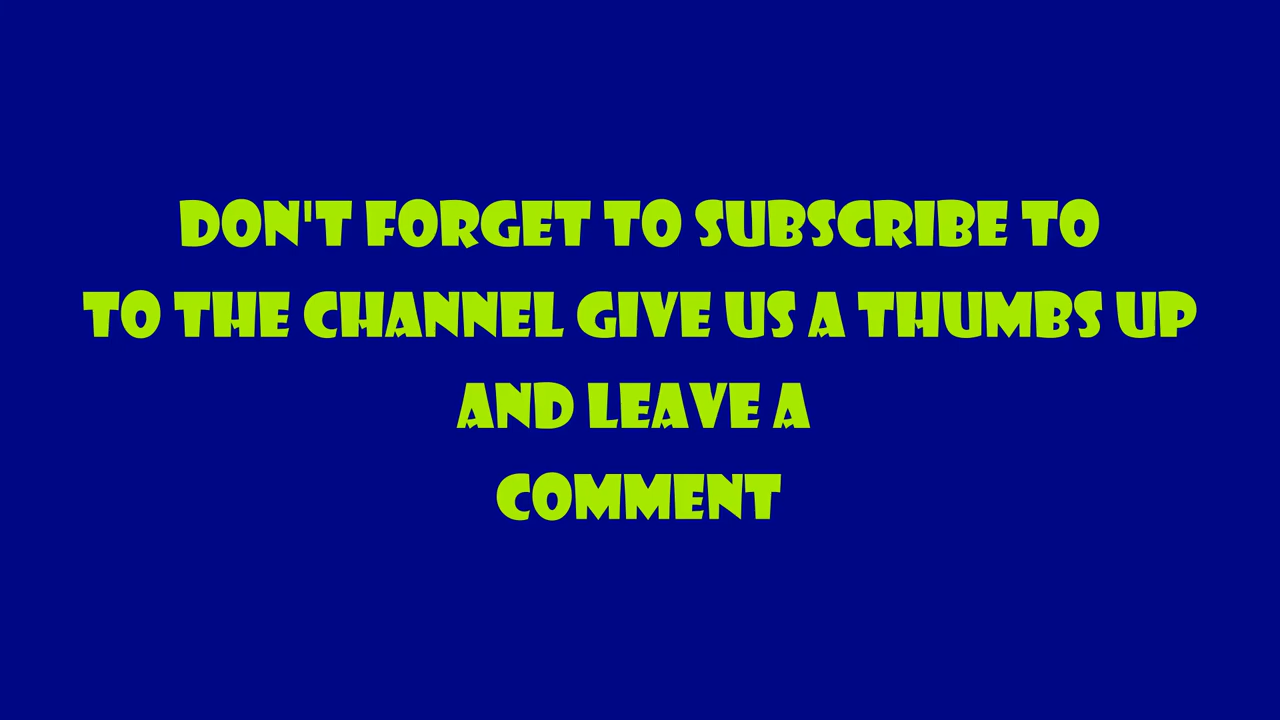 DON'T FORGET TO SUBSCRIBE TO
TO THE CHANNEL GIVE US A THUMBS UP
AND LEAVE A
COMMENT